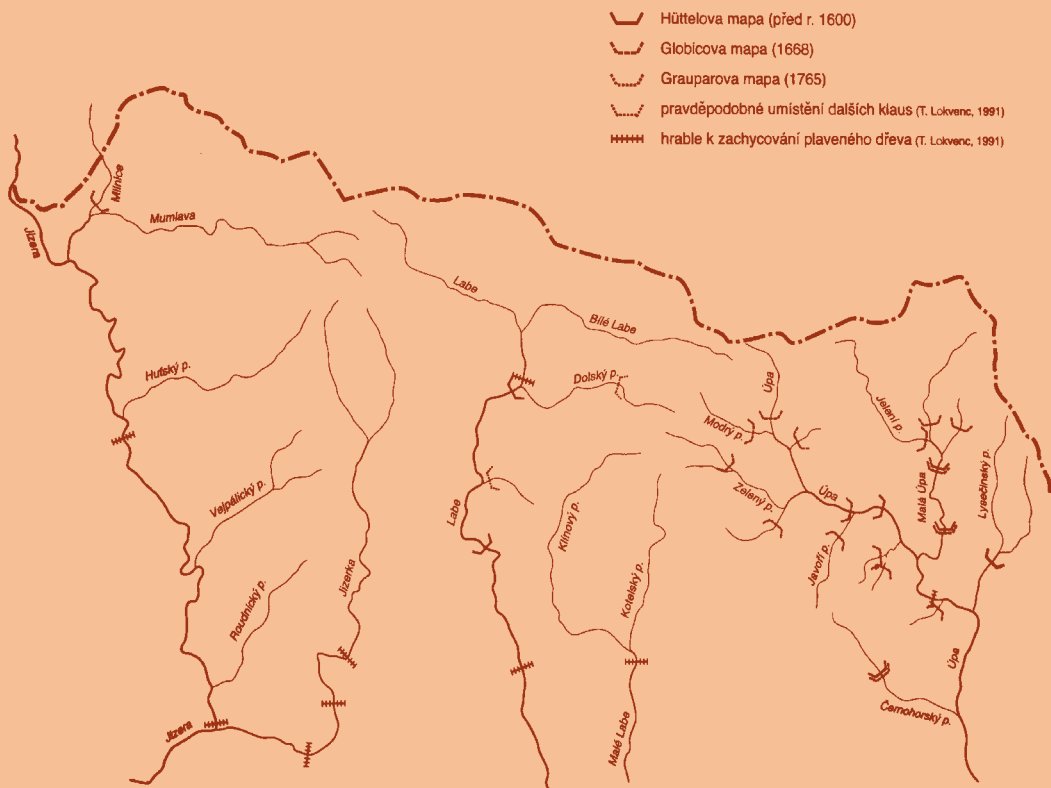 Hüttelova mapa (před r. 1600)
Globicova mapa (1668)
Grauparova mapa (1765)
pravděpodobné umístění dalších klaus (T. Lokvenc, 1991)
hrable k zachycování plaveného dřeva (T. Lokvenc, 1991)
Milnice
Mumlava
Jizera
Labe
Bílé Labe
Huťský p.
Dolský p.
Úpa
Jelení p.
Modrý p.
Vejpálický p.
Labe
Klínový p.
Zelený p.
Úpa
Malá Úpa
Lysečinský p.
Jizerka
Kotelský p.
Javoří p.
Roudnický p.
Úpa
Jizera
Malé Labe
Černohorský p.